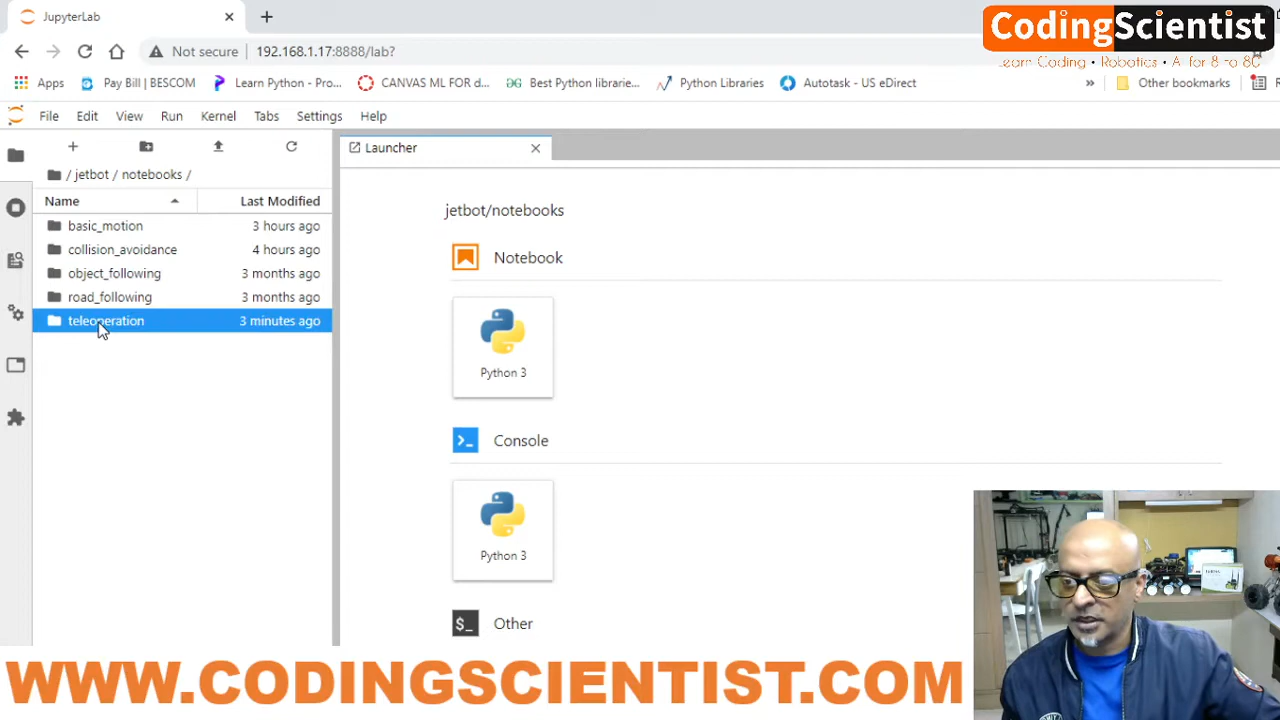 JupyterLab
CodingScientist
Learn Coding • Robotics • AI for 8 to 80
Not secure 192.168.1.17:8888/lab?
Apps Pay Bill | BESCOM Learn Python - Pro... CANVAS ML FOR d... Best Python librarie... Python Libraries Autotask - US eDirect » Other bookmarks
File Edit View Run Kernel Tabs Settings Help
Launcher
/ jetbot / notebooks /
Name Last Modified
basic_motion 3 hours ago
collision_avoidance 4 hours ago
object_following 3 months ago
road_following 3 months ago
teleoperation 3 minutes ago
jetbot/notebooks
Notebook
Python 3
Console
Python 3
$_ Other
WWW.CODINGSCIENTIST.COM